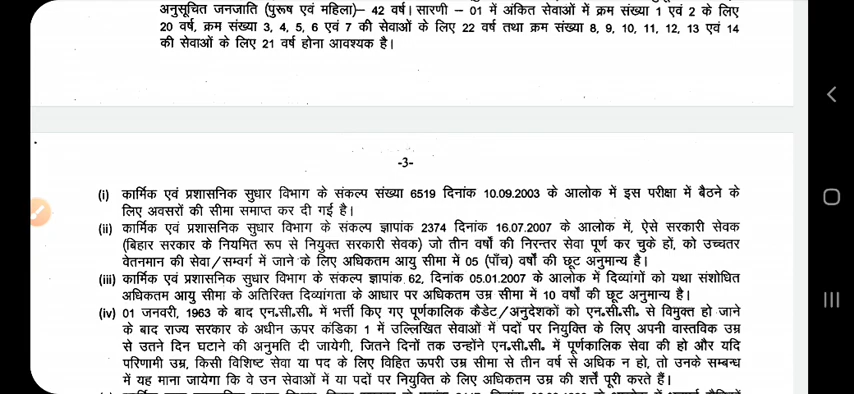 अनुसूचित जनजाति (पुरूष एवं महिला)– 42 वर्ष। सारणी – 01 में अंकित सेवाओं में क्रम संख्या 1 एवं 2 के लिए
20 वर्ष, क्रम संख्या 3, 4, 5, 6 एवं 7 की सेवाओं के लिए 22 वर्ष तथा क्रम संख्या 8, 9, 10, 11, 12, 13 एवं 14
की सेवाओं के लिए 21 वर्ष होना आवश्यक है।
-3-
(i) कार्मिक एवं प्रशासनिक सुधार विभाग के संकल्प संख्या 6519 दिनांक 10.09.2003 के आलोक में इस परीक्षा में बैठने के
लिए अवसरों की सीमा समाप्त कर दी गई है।
(ii) कार्मिक एवं प्रशासनिक सुधार विभाग के संकल्प ज्ञापांक 2374 दिनांक 16.07.2007 के आलोक में, ऐसे सरकारी सेवक
(बिहार सरकार के नियमित रूप से नियुक्त सरकारी सेवक) जो तीन वर्षों की निरन्तर सेवा पूर्ण कर चुके हों, को उच्चतर
वेतनमान की सेवा/सम्वर्ग में जाने के लिए अधिकतम आयु सीमा में 05 (पाँच) वर्षों की छूट अनुमान्य है।
(iii) कार्मिक एवं प्रशासनिक सुधार विभाग के संकल्प ज्ञापांक 62, दिनांक 05.01.2007 के आलोक में दिव्यांगों को यथा संशोधित
अधिकतम आयु सीमा के अतिरिक्त दिव्यांगता के आधार पर अधिकतम उम्र सीमा में 10 वर्षों की छूट अनुमान्य है।
(iv) 01 जनवरी, 1963 के बाद एन.सी.सी. में भर्त्ती किए गए पूर्णकालिक कैडेट/अनुदेशकों को एन.सी.सी. से विमुक्त हो जाने
के बाद राज्य सरकार के अधीन ऊपर कंडिका 1 में उल्लिखित सेवाओं में पदों पर नियुक्ति के लिए अपनी वास्तविक उम्र
से उतने दिन घटाने की अनुमति दी जायेगी, जितने दिनों तक उन्होंने एन.सी.सी. में पूर्णकालिक सेवा की हो और यदि
परिणामी उम्र, किसी विशिष्ट सेवा या पद के लिए विहित ऊपरी उम्र सीमा से तीन वर्ष से अधिक न हो, तो उनके सम्बन्ध
में यह माना जायेगा कि वे उन सेवाओं में या पदों पर नियुक्ति के लिए अधिकतम उम्र की शर्त्तें पूरी करते हैं।